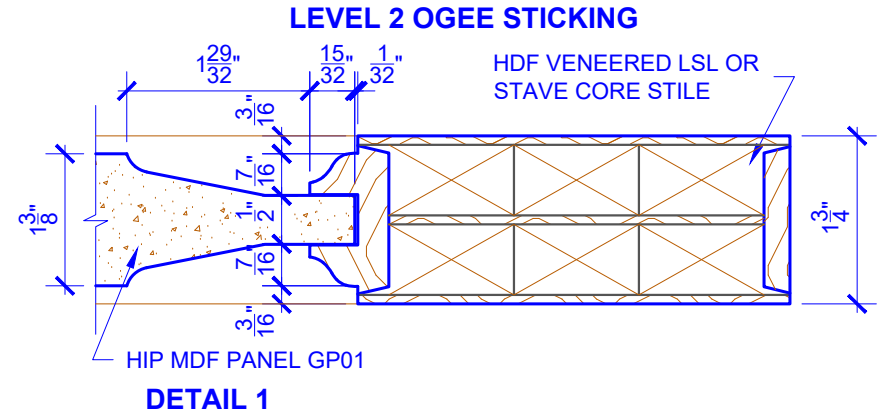 LEVEL 2 OGEE STICKING
1 29/32"
15/32"
1/32"
HDF VENEERED LSL OR
STAVE CORE STILE
3/16"
7/16"
1 3/8"
1/2"
1 3/4"
7/16"
3/16"
HIP MDF PANEL GP01
DETAIL 1